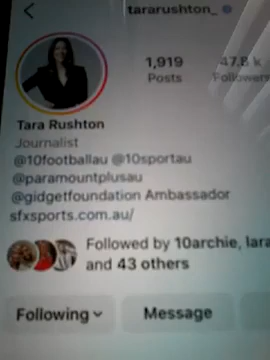 tararushton_
1,919
47.8 k
Posts
Followers
Tara Rushton
Journalist
@10footballau @10sportau
@paramountplusau
@gidgetfoundation Ambassador
sfxsports.com.au/
Followed by 10archie, lara
and 43 others
Following
Message